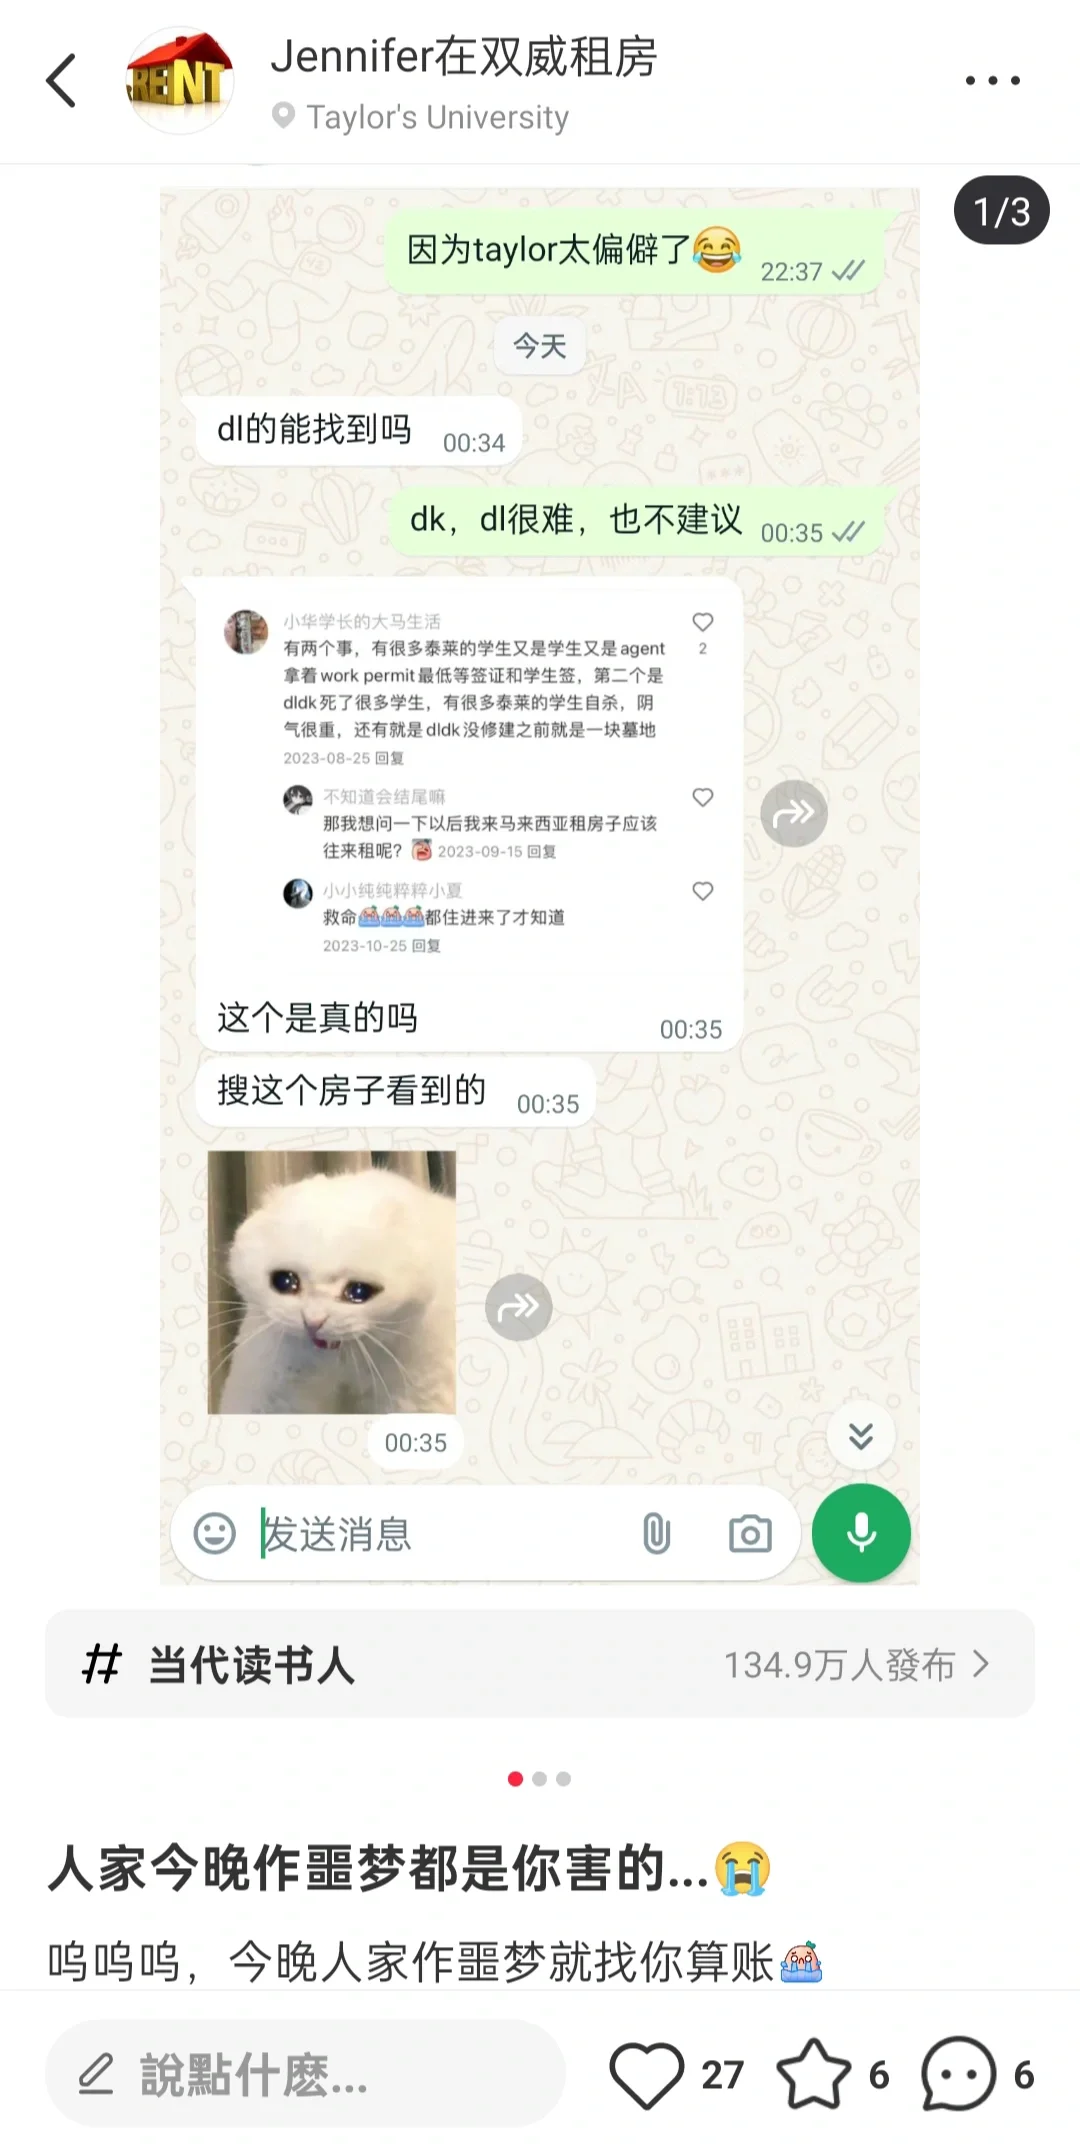 Jennifer在双威租房
Taylor's University
1/3
因为taylor太偏僻了😂 22:37
今天
dl的能找到吗 00:34
dk，dl很难，也不建议 00:35
小华学长的大马生活
有两个事，有很多泰莱的学生又是学生又是agent
2
拿着work permit最低等签证和学生签，第二个是
dldk死了很多学生，有很多泰莱的学生自杀，阴
气很重，还有就是dldk没修建之前就是一块墓地
2023-08-25 回复
不知道会结尾嘛
那我想问一下以后我来马来西亚租房子应该
往来租呢? 2023-09-15 回复
小小纯纯粹粹小夏
救命都住进来了才知道
2023-10-25 回复
这个是真的吗 00:35
搜这个房子看到的 00:35
00:35
发送消息
# 当代读书人 134.9万人發布
人家今晚作噩梦都是你害的...😭
呜呜呜，今晚人家作噩梦就找你算账
說點什麼...
27
6
6
RENT